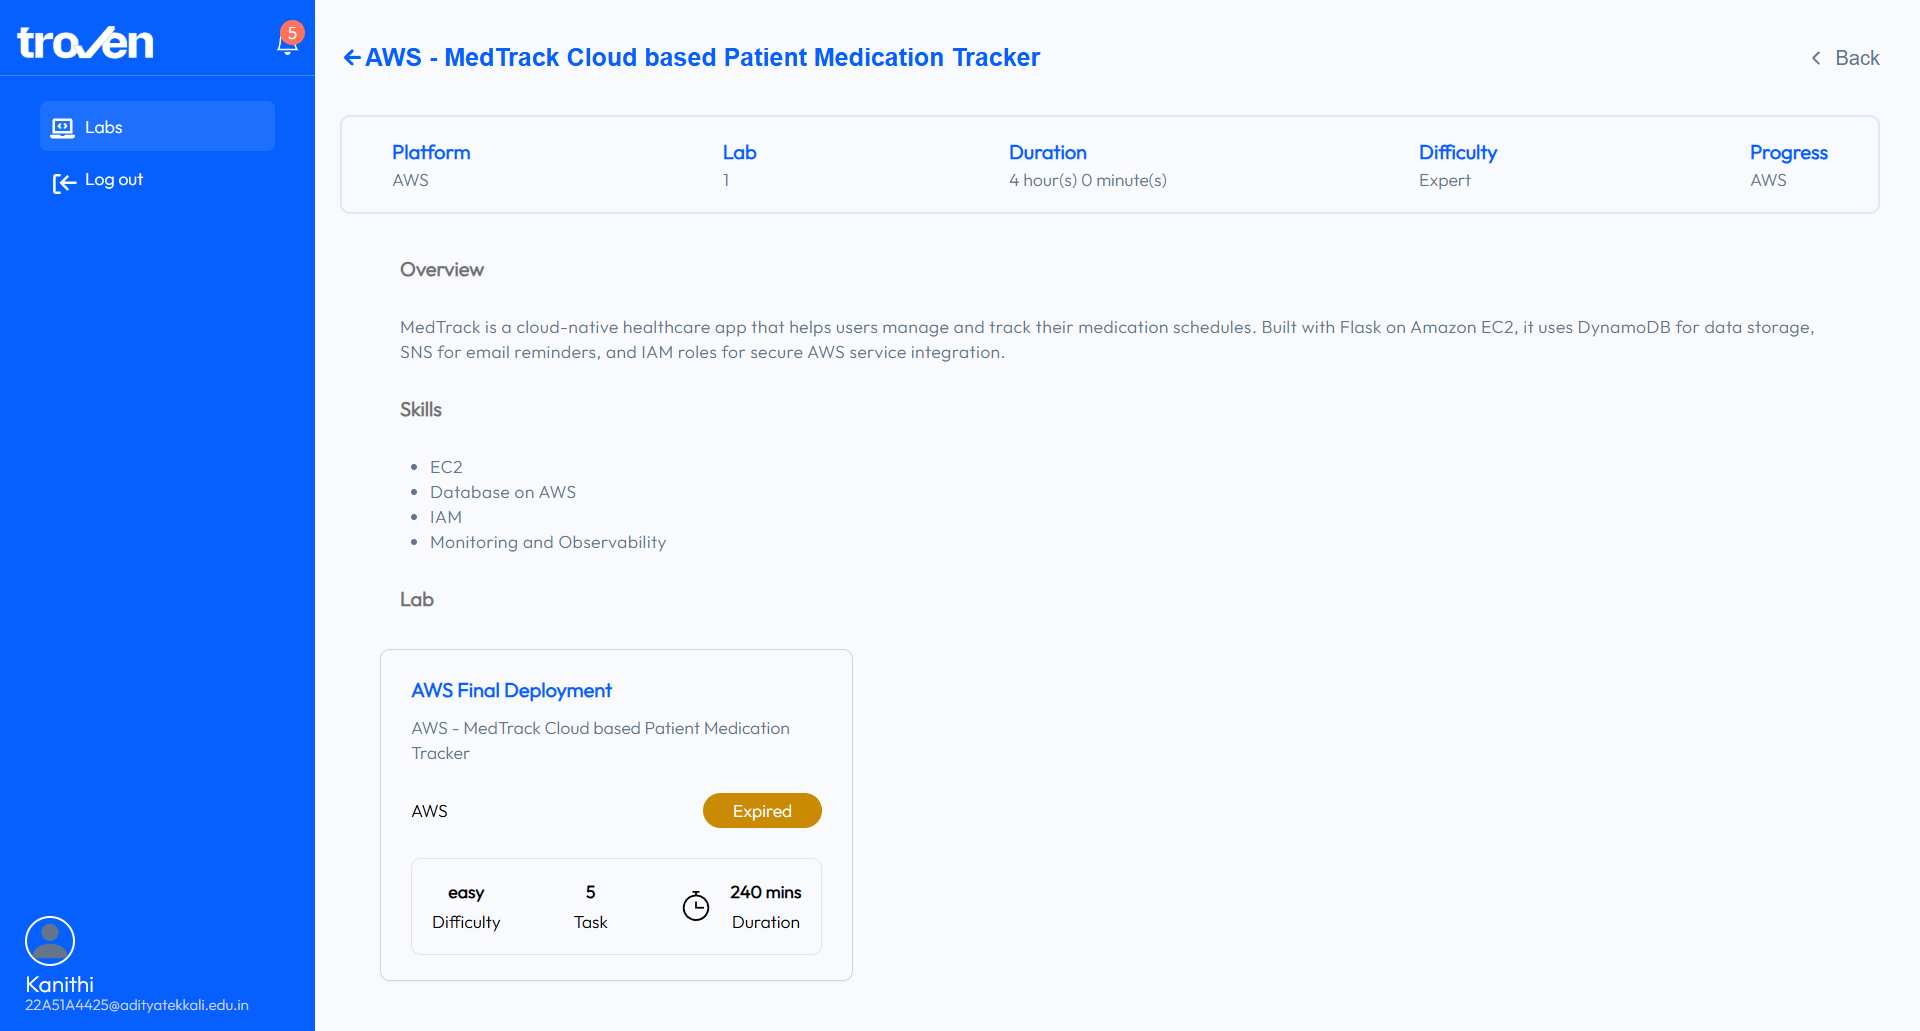 troven
5
Labs
Log out
AWS - MedTrack Cloud based Patient Medication Tracker
Back
Platform
AWS
Lab
1
Duration
4 hour(s) 0 minute(s)
Difficulty
Expert
Progress
AWS
Overview
MedTrack is a cloud-native healthcare app that helps users manage and track their medication schedules. Built with Flask on Amazon EC2, it uses DynamoDB for data storage,
SNS for email reminders, and IAM roles for secure AWS service integration.
Skills
EC2
Database on AWS
IAM
Monitoring and Observability
Lab
AWS Final Deployment
AWS - MedTrack Cloud based Patient Medication
Tracker
AWS
Expired
easy
Difficulty
5
Task
240 mins
Duration
Kanithi
22A51A4425@adityatekkali.edu.in